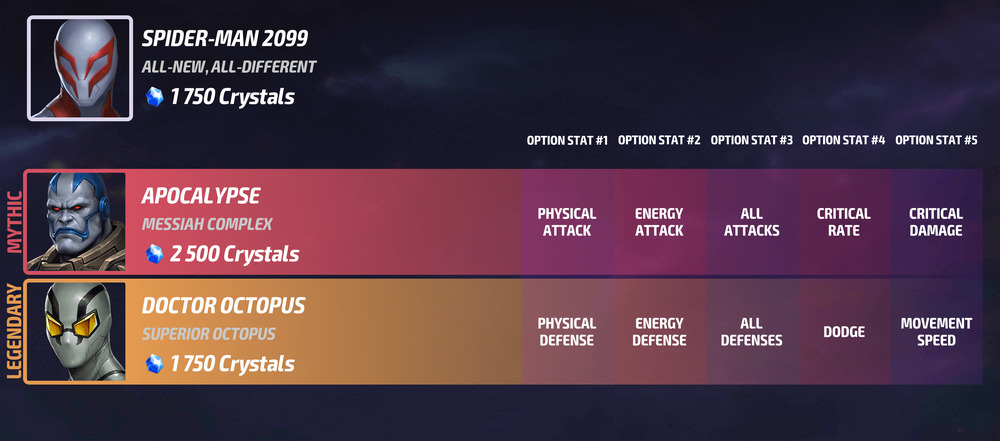 SPIDER-MAN 2099
ALL-NEW, ALL-DIFFERENT
1 750 Crystals
OPTION STAT #1 OPTION STAT #2 OPTION STAT #3 OPTION STAT #4 OPTION STAT #5
MYTHIC
APOCALYPSE
MESSIAH COMPLEX
2 500 Crystals
PHYSICAL
ATTACK
ENERGY
ATTACK
ALL
ATTACKS
CRITICAL
RATE
CRITICAL
DAMAGE
LEGENDARY
DOCTOR OCTOPUS
SUPERIOR OCTOPUS
1 750 Crystals
PHYSICAL
DEFENSE
ENERGY
DEFENSE
ALL
DEFENSES
DODGE
MOVEMENT
SPEED